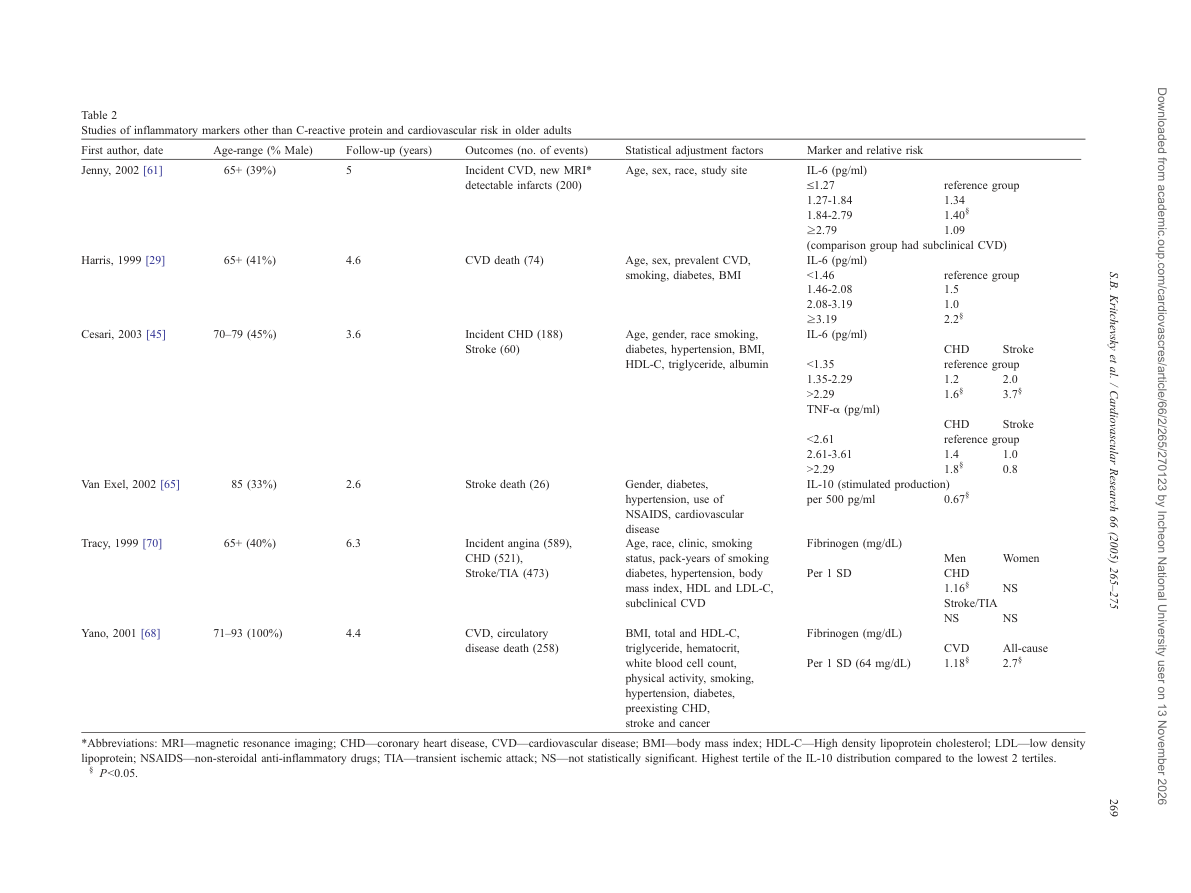 Table 2
Studies of inflammatory markers other than C-reactive protein and cardiovascular risk in older adults
First author, date Age-range (% Male) Follow-up (years) Outcomes (no. of events) Statistical adjustment factors Marker and relative risk
Jenny, 2002 [61] 65+ (39%) 5 Incident CVD, new MRI* Age, sex, race, study site IL-6 (pg/ml)
detectable infarcts (200) ≤1.27 reference group
1.27-1.84 1.34
1.84-2.79 1.40§
≥2.79 1.09
(comparison group had subclinical CVD)
Harris, 1999 [29] 65+ (41%) 4.6 CVD death (74) Age, sex, prevalent CVD, IL-6 (pg/ml)
smoking, diabetes, BMI <1.46 reference group
1.46-2.08 1.5
2.08-3.19 1.0
≥3.19 2.2§
Cesari, 2003 [45] 70–79 (45%) 3.6 Incident CHD (188) Age, gender, race smoking, IL-6 (pg/ml)
Stroke (60) diabetes, hypertension, BMI, CHD Stroke
HDL-C, triglyceride, albumin <1.35 reference group
1.35-2.29 1.2 2.0
>2.29 1.6§ 3.7§
TNF-α (pg/ml)
CHD Stroke
<2.61 reference group
2.61-3.61 1.4 1.0
>2.29 1.8§ 0.8
Van Exel, 2002 [65] 85 (33%) 2.6 Stroke death (26) Gender, diabetes, IL-10 (stimulated production)
hypertension, use of per 500 pg/ml 0.67§
NSAIDS, cardiovascular
disease
Tracy, 1999 [70] 65+ (40%) 6.3 Incident angina (589), Age, race, clinic, smoking Fibrinogen (mg/dL)
CHD (521), status, pack-years of smoking Men Women
Stroke/TIA (473) diabetes, hypertension, body Per 1 SD CHD
mass index, HDL and LDL-C, 1.16§ NS
subclinical CVD Stroke/TIA
NS NS
Yano, 2001 [68] 71–93 (100%) 4.4 CVD, circulatory BMI, total and HDL-C, Fibrinogen (mg/dL)
disease death (258) triglyceride, hematocrit, CVD All-cause
white blood cell count, Per 1 SD (64 mg/dL) 1.18§ 2.7§
physical activity, smoking,
hypertension, diabetes,
preexisting CHD,
stroke and cancer
*Abbreviations: MRI—magnetic resonance imaging; CHD—coronary heart disease, CVD—cardiovascular disease; BMI—body mass index; HDL-C—High density lipoprotein cholesterol; LDL—low density
lipoprotein; NSAIDS—non-steroidal anti-inflammatory drugs; TIA—transient ischemic attack; NS—not statistically significant. Highest tertile of the IL-10 distribution compared to the lowest 2 tertiles.
§ P<0.05.
S.B. Kritchevsky et al. / Cardiovascular Research 66 (2005) 265–275
269
Downloaded from academic.oup.com/cardiovascres/article/66/2/265/270123 by Incheon National University user on 13 November 2026